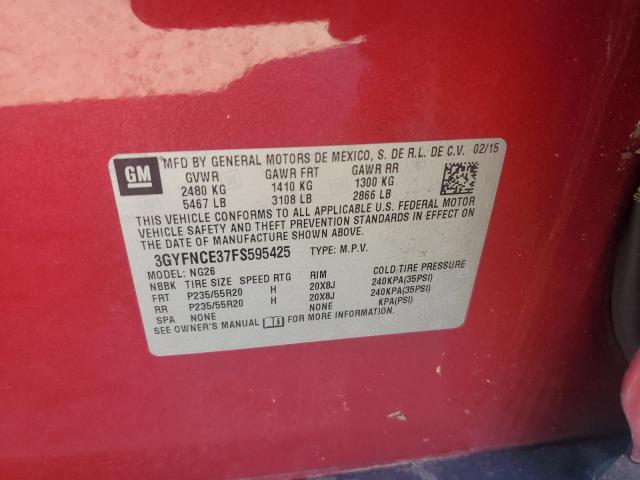 GM
MFD BY GENERAL MOTORS DE MEXICO, S. DE R.L. DE C.V. 02/15
GVWR GAWR FRT GAWR RR
2480 KG 1410 KG 1300 KG
5467 LB 3108 LB 2866 LB
THIS VEHICLE CONFORMS TO ALL APPLICABLE U.S. FEDERAL MOTOR
VEHICLE SAFETY AND THEFT PREVENTION STANDARDS IN EFFECT ON
THE DATE OF MANUFACTURE SHOWN ABOVE.
3GYFNCE37FS595425 TYPE: M.P.V.
MODEL: NG26
NBBK TIRE SIZE SPEED RTG RIM COLD TIRE PRESSURE
FRT P235/55R20 H 20X8J 240KPA(35PSI)
RR P235/55R20 H 20X8J 240KPA(35PSI)
SPA NONE NONE KPA(PSI)
SEE OWNER'S MANUAL FOR MORE INFORMATION.